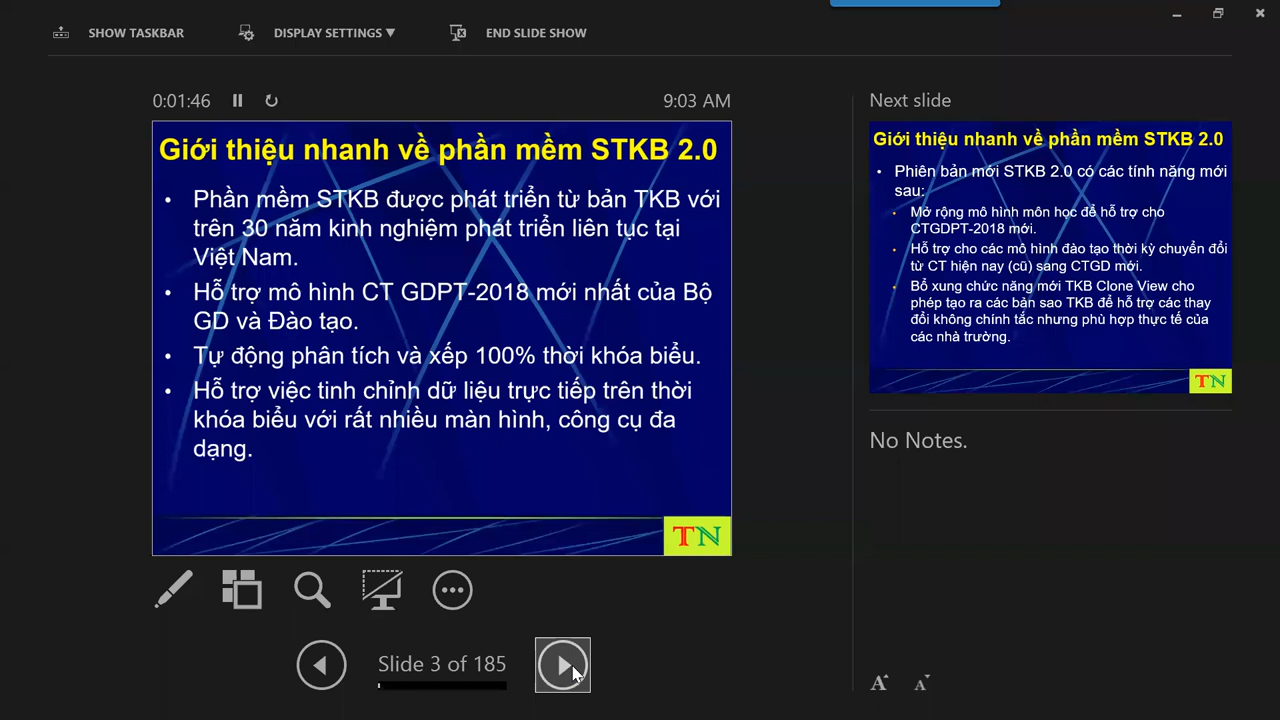 SHOW TASKBAR
DISPLAY SETTINGS ▼
END SLIDE SHOW
0:01:46
9:03 AM
Giới thiệu nhanh về phần mềm STKB 2.0
• Phần mềm STKB được phát triển từ bản TKB với
trên 30 năm kinh nghiệm phát triển liên tục tại
Việt Nam.
• Hỗ trợ mô hình CT GDPT-2018 mới nhất của Bộ
GD và Đào tạo.
• Tự động phân tích và xếp 100% thời khóa biểu.
• Hỗ trợ việc tinh chỉnh dữ liệu trực tiếp trên thời
khóa biểu với rất nhiều màn hình, công cụ đa
dạng.
TN
Slide 3 of 185
Next slide
Giới thiệu nhanh về phần mềm STKB 2.0
• Phiên bản mới STKB 2.0 có các tính năng mới
sau:
• Mở rộng mô hình môn học để hỗ trợ cho
CTGDPT-2018 mới.
• Hỗ trợ cho các mô hình đào tạo thời kỳ chuyển đổi
từ CT hiện nay (cũ) sang CTGD mới.
• Bổ xung chức năng mới TKB Clone View cho
phép tạo ra các bản sao TKB để hỗ trợ các thay
đổi không chính tắc nhưng phù hợp thực tế của
các nhà trường.
TN
No Notes.
A A